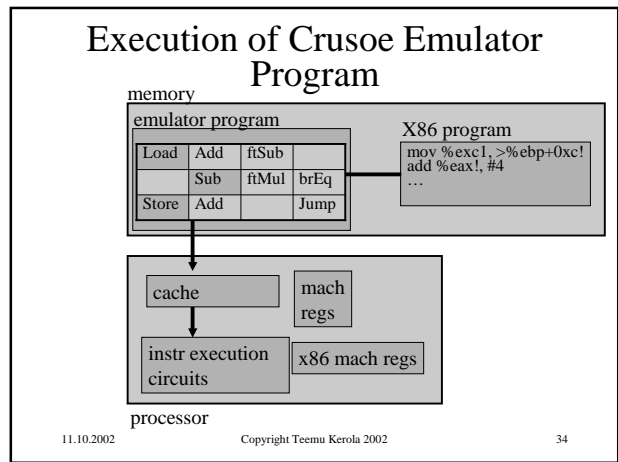 Execution of Crusoe Emulator
Program
memory
emulator program
Load Add ftSub
Sub ftMul brEq
Store Add Jump
X86 program
mov %exc1, >%ebp+0xc!
add %eax!, #4
…
cache
mach
regs
instr execution
circuits
x86 mach regs
processor
11.10.2002 Copyright Teemu Kerola 2002 34